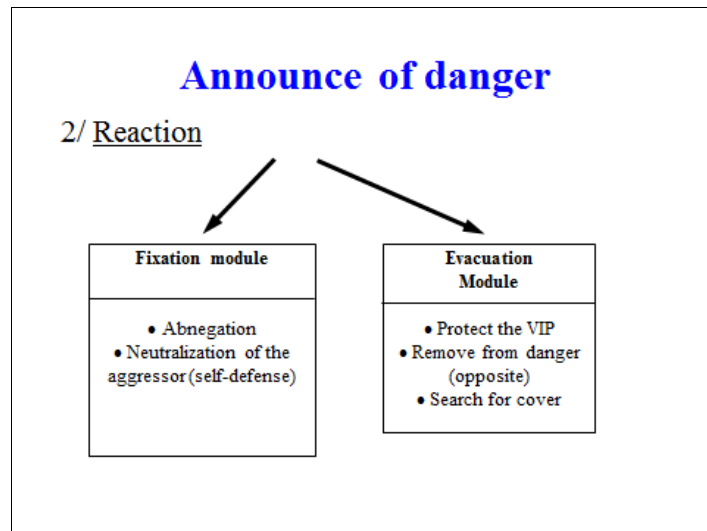 Announce of danger
2/ Reaction
Fixation module
• Abnegation
• Neutralization of the
aggressor (self-defense)
Evacuation
Module
• Protect the VIP
• Remove from danger
(opposite)
• Search for cover